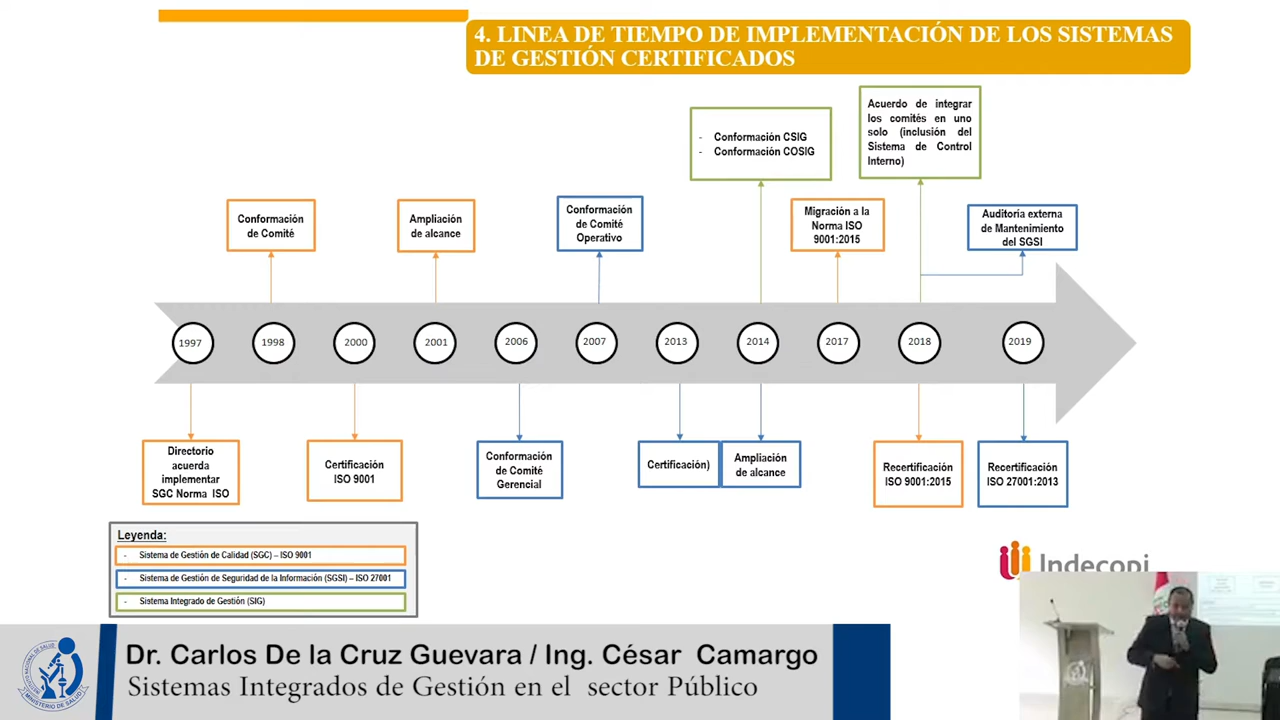 4. LINEA DE TIEMPO DE IMPLEMENTACIÓN DE LOS SISTEMAS
DE GESTIÓN CERTIFICADOS
Acuerdo de integrar
los comités en uno
solo (inclusión del
Sistema de Control
Interno)
- Conformación CSIG
- Conformación COSIG
Conformación
de Comité
Ampliación
de alcance
Conformación
de Comité
Operativo
Migración a la
Norma ISO
9001:2015
Auditoría externa
de Mantenimiento
del SGSI
1997 1998 2000 2001 2006 2007 2013 2014 2017 2018 2019
Directorio
acuerda
implementar
SGC Norma ISO
Certificación
ISO 9001
Conformación
de Comité
Gerencial
Certificación)
Ampliación
de alcance
Recertificación
ISO 9001:2015
Recertificación
ISO 27001:2013
Leyenda:
- Sistema de Gestión de Calidad (SGC) – ISO 9001
- Sistema de Gestión de Seguridad de la Información (SGSI) – ISO 27001
- Sistema Integrado de Gestión (SIG)
Indecopi
Dr. Carlos De la Cruz Guevara / Ing. César Camargo
Sistemas Integrados de Gestión en el sector Público
MINISTERIO DE SALUD